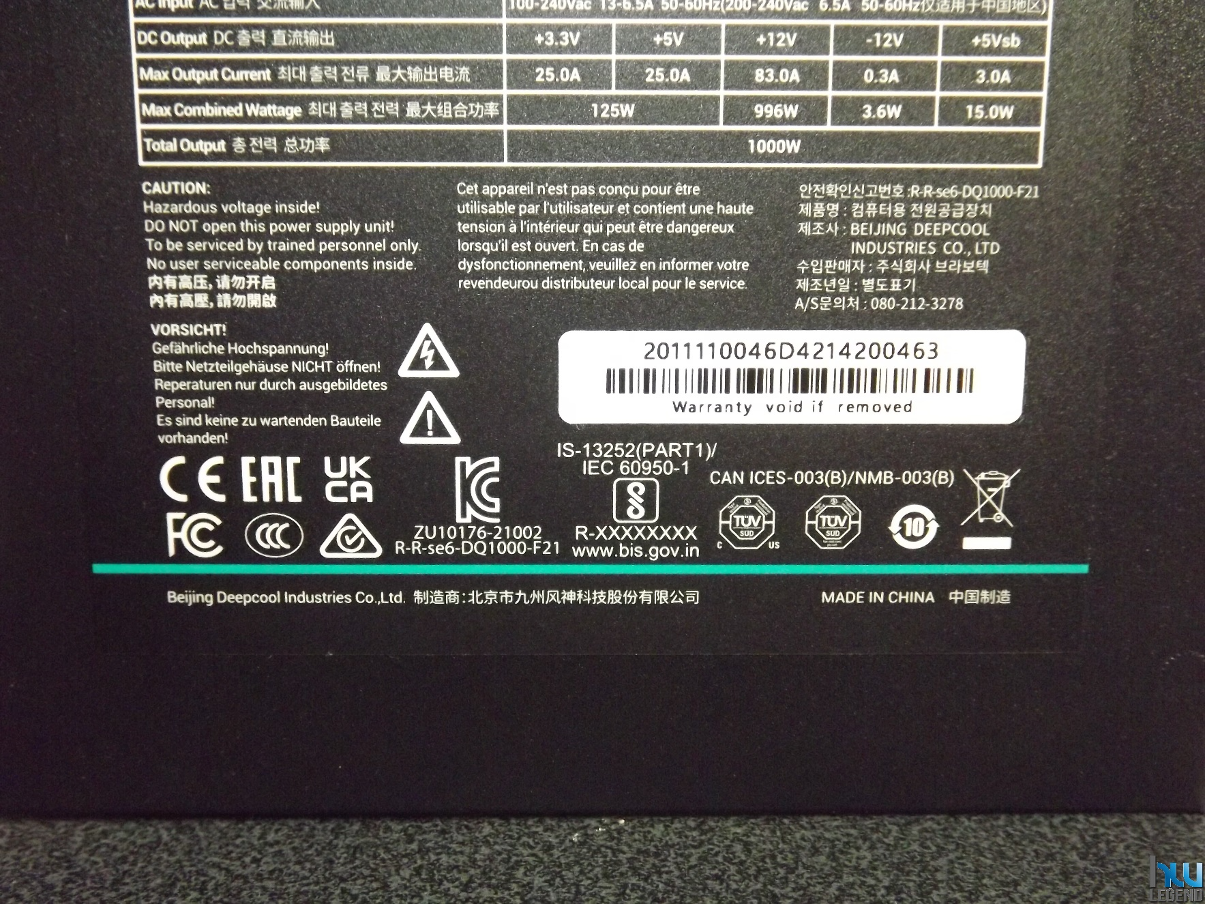 AC Input AC 입력 交流输入 100-240Vac 13-6.5A 50-60Hz(200-240Vac 6.5A 50-60Hz仅适用于中国地区)
DC Output DC 출력 直流输出 +3.3V +5V +12V -12V +5Vsb
Max Output Current 최대 출력 전류 最大输出电流 25.0A 25.0A 83.0A 0.3A 3.0A
Max Combined Wattage 최대 출력 전력 最大组合功率 125W 996W 3.6W 15.0W
Total Output 총 전력 总功率 1000W
CAUTION:
Hazardous voltage inside!
DO NOT open this power supply unit!
To be serviced by trained personnel only.
No user serviceable components inside.
内有高压, 请勿开启
內有高壓, 請勿開啟
Cet appareil n'est pas conçu pour être
utilisable par l'utilisateur et contient une haute
tension à l'intérieur qui peut être dangereux
lorsqu'il est ouvert. En cas de
dysfonctionnement, veuillez en informer votre
revendeurou distributeur local pour le service.
안전확인신고번호 :R-R-se6-DQ1000-F21
제품명 : 컴퓨터용 전원공급장치
제조사 : BEIJING DEEPCOOL
INDUSTRIES CO., LTD
수입판매자 : 주식회사 브라보텍
제조년일 : 별도표기
A/S문의처 : 080-212-3278
VORSICHT!
Gefährliche Hochspannung!
Bitte Netzteilgehäuse NICHT öffnen!
Reperaturen nur durch ausgebildetes
Personal!
Es sind keine zu wartenden Bauteile
vorhanden!
2011110046D4214200463
Warranty void if removed
IS-13252(PART1)/
IEC 60950-1
CAN ICES-003(B)/NMB-003(B)
CE EAC UK
CA
FC CCC
ZU10176-21002
R-R-se6-DQ1000-F21
R-XXXXXXXX
www.bis.gov.in
TÜV
SÜD
C US
TÜV
SÜD
10
Beijing Deepcool Industries Co.,Ltd. 制造商:北京市九州风神科技股份有限公司
MADE IN CHINA 中国制造
LEGEND